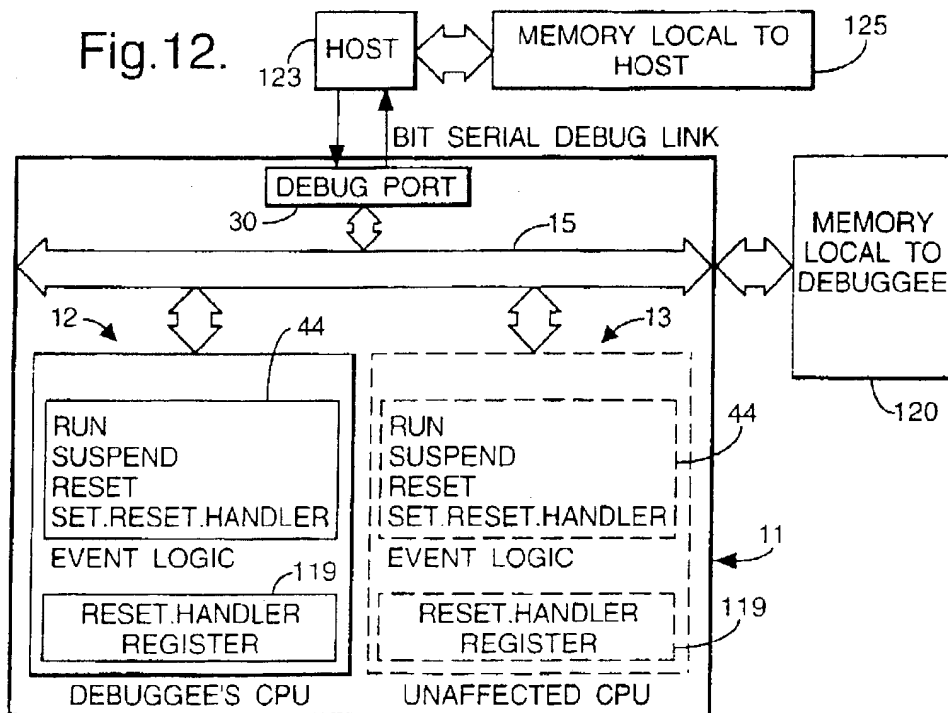 Fig.12.
HOST
123
MEMORY LOCAL TO
HOST
125
BIT SERIAL DEBUG LINK
DEBUG PORT
30
15
MEMORY
LOCAL TO
DEBUGGEE
120
12
44
13
RUN
SUSPEND
RESET
SET.RESET.HANDLER
EVENT LOGIC
119
RESET.HANDLER
REGISTER
DEBUGGEE'S CPU
44
RUN
SUSPEND
RESET
SET.RESET.HANDLER
EVENT LOGIC
RESET.HANDLER
REGISTER
119
UNAFFECTED CPU
11